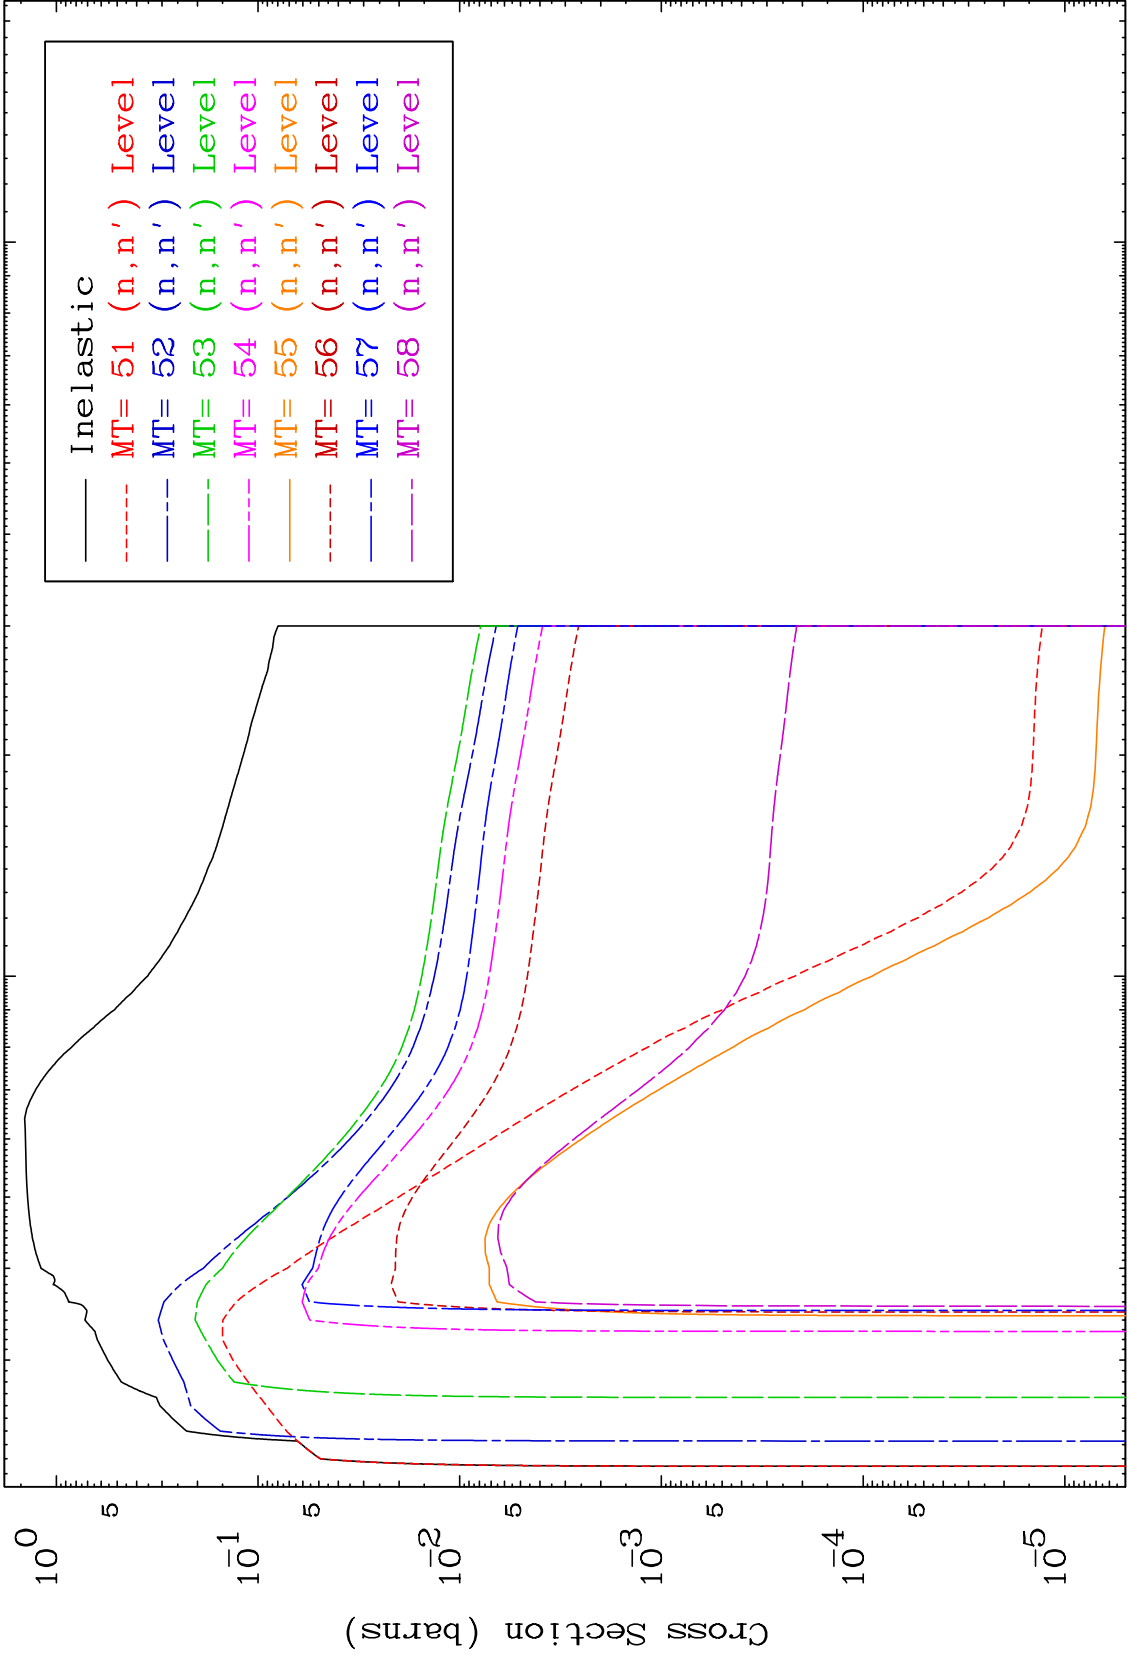 Inelastic
MT= 51 (n,n') Level
MT= 52 (n,n') Level
MT= 53 (n,n') Level
MT= 54 (n,n') Level
MT= 55 (n,n') Level
MT= 56 (n,n') Level
MT= 57 (n,n') Level
MT= 58 (n,n') Level
10^0
5
10^-1
5
10^-2
5
10^-3
5
10^-4
5
10^-5
Cross Section (barns)